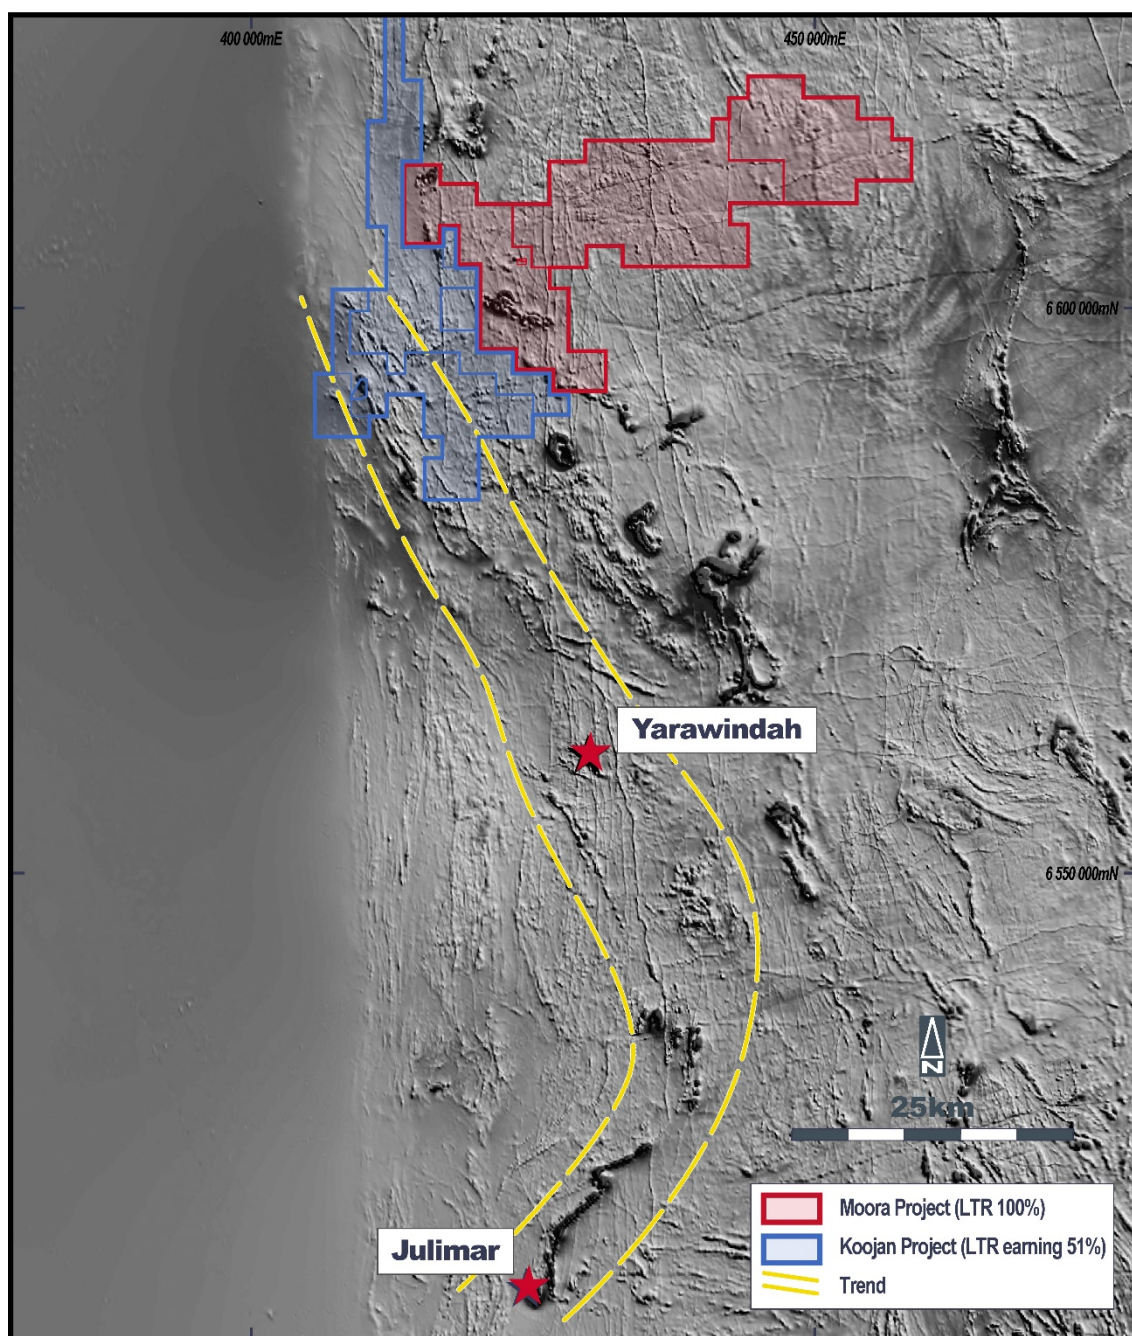 400 000mE
450 000mE
6 600 000mN
Yarawindah
6 550 000mN
N
25km
Julimar
Moora Project (LTR 100%)
Koojan Project (LTR earning 51%)
Trend